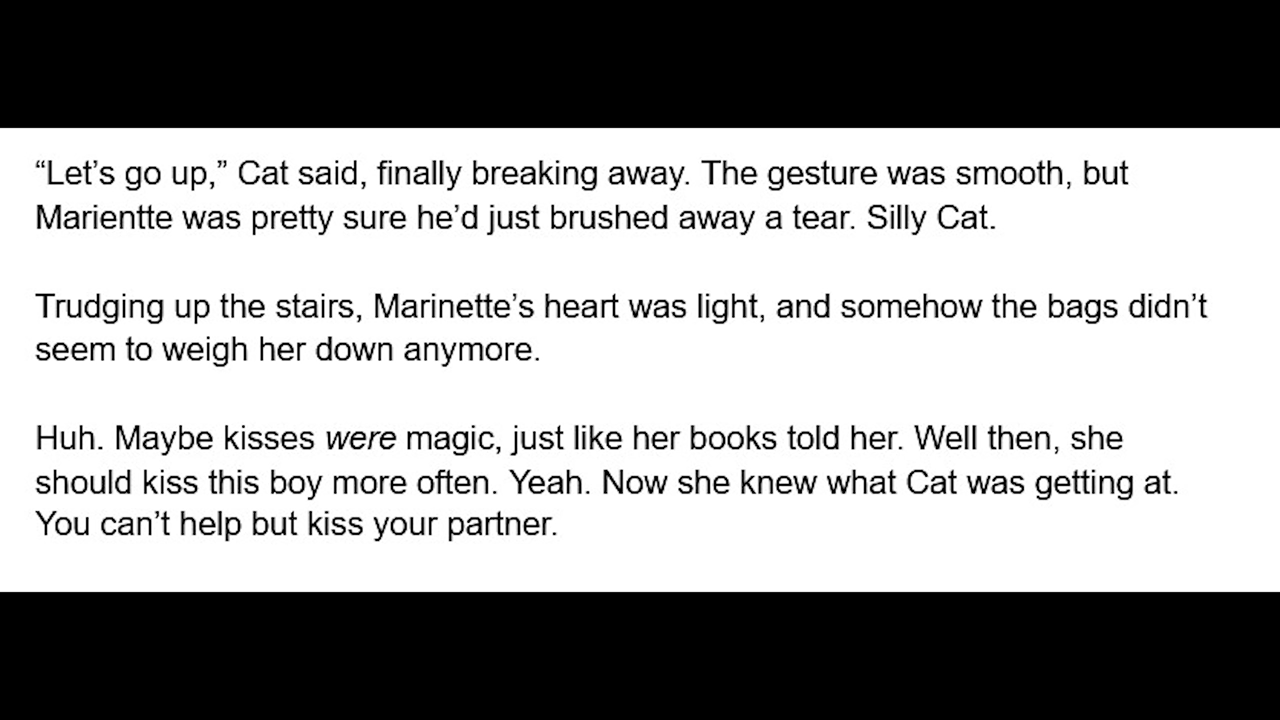 “Let’s go up,” Cat said, finally breaking away. The gesture was smooth, but
Marientte was pretty sure he’d just brushed away a tear. Silly Cat.
Trudging up the stairs, Marinette’s heart was light, and somehow the bags didn’t
seem to weigh her down anymore.
Huh. Maybe kisses were magic, just like her books told her. Well then, she
should kiss this boy more often. Yeah. Now she knew what Cat was getting at.
You can’t help but kiss your partner.